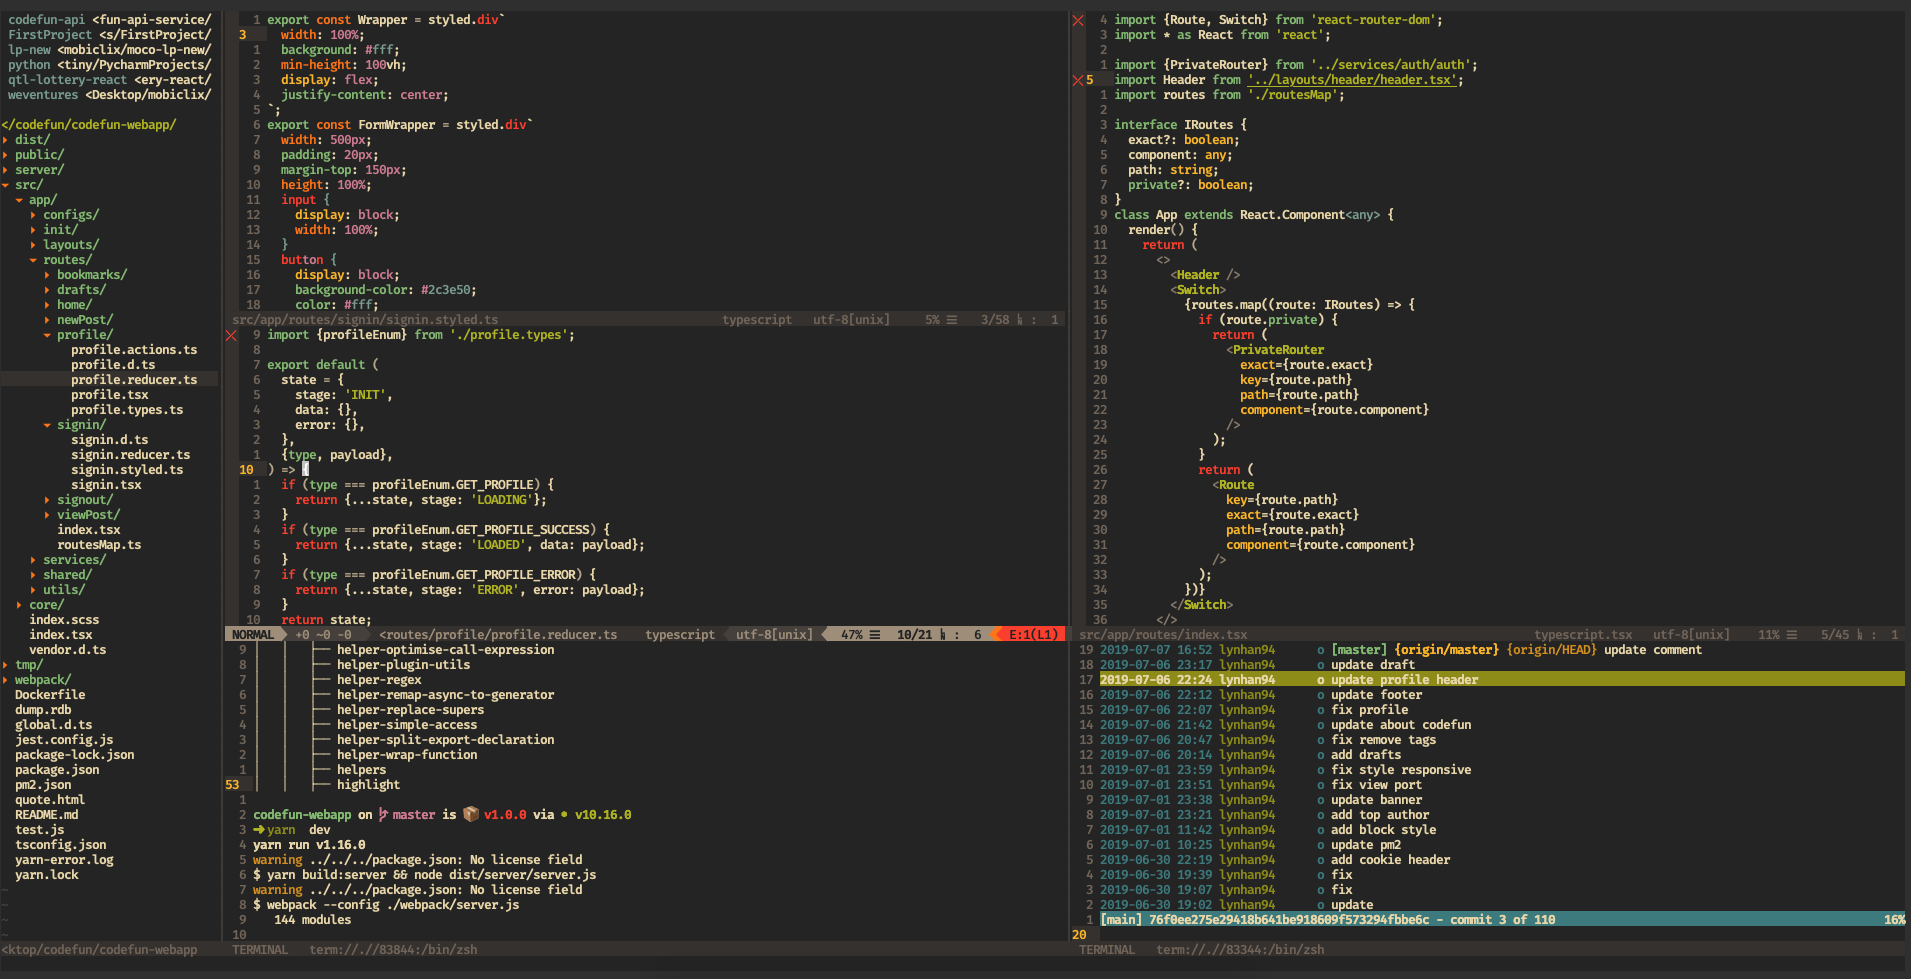 codefun-api <fun-api-service/
FirstProject <s/FirstProject/
lp-new <mobiclix/moco-lp-new/
python <tiny/PycharmProjects/
qtl-lottery-react <ery-react/
weventures <Desktop/mobiclix/
</codefun/codefun-webapp/
dist/
public/
server/
src/
app/
configs/
init/
layouts/
routes/
bookmarks/
drafts/
home/
newPost/
profile/
profile.actions.ts
profile.d.ts
profile.reducer.ts
profile.tsx
profile.types.ts
signin/
signin.d.ts
signin.reducer.ts
signin.styled.ts
signin.tsx
signout/
viewPost/
index.tsx
routesMap.ts
services/
shared/
utils/
core/
index.scss
index.tsx
vendor.d.ts
tmp/
webpack/
Dockerfile
dump.rdb
global.d.ts
jest.config.js
package-lock.json
package.json
pm2.json
quote.html
README.md
test.js
tsconfig.json
yarn-error.log
yarn.lock
~
~
~
~
<ktop/codefun/codefun-webapp
1 export const Wrapper = styled.div`
3 width: 100%;
1 background: #fff;
2 min-height: 100vh;
3 display: flex;
4 justify-content: center;
5 `;
6 export const FormWrapper = styled.div`
7 width: 500px;
8 padding: 20px;
9 margin-top: 150px;
10 height: 100%;
11 input {
12 display: block;
13 width: 100%;
14 }
15 button {
16 display: block;
17 background-color: #2c3e50;
18 color: #fff;
src/app/routes/signin/signin.styled.ts typescript utf-8[unix] 5% ☰ 3/58 ㏑ : 1
9 import {profileEnum} from './profile.types';
8
7 export default (
6 state = {
5 stage: 'INIT',
4 data: {},
3 error: {},
2 },
1 {type, payload},
10 ) => {
1 if (type === profileEnum.GET_PROFILE) {
2 return {...state, stage: 'LOADING'};
3 }
4 if (type === profileEnum.GET_PROFILE_SUCCESS) {
5 return {...state, stage: 'LOADED', data: payload};
6 }
7 if (type === profileEnum.GET_PROFILE_ERROR) {
8 return {...state, stage: 'ERROR', error: payload};
9 }
10 return state;
NORMAL +0 ~0 -0 <routes/profile/profile.reducer.ts typescript utf-8[unix] 47% ☰ 10/21 ㏑ : 6 E:1(L1)
9 │ │ ├── helper-optimise-call-expression
8 │ │ ├── helper-plugin-utils
7 │ │ ├── helper-regex
6 │ │ ├── helper-remap-async-to-generator
5 │ │ ├── helper-replace-supers
4 │ │ ├── helper-simple-access
3 │ │ ├── helper-split-export-declaration
2 │ │ ├── helper-wrap-function
1 │ │ ├── helpers
53 │ │ ├── highlight
1
2 codefun-webapp on master is 📦 v1.0.0 via • v10.16.0
3 ➜ yarn dev
4 yarn run v1.16.0
5 warning ../../../package.json: No license field
6 $ yarn build:server && node dist/server/server.js
7 warning ../../../package.json: No license field
8 $ webpack --config ./webpack/server.js
9 144 modules
10
TERMINAL term://.//83844:/bin/zsh
4 import {Route, Switch} from 'react-router-dom';
3 import * as React from 'react';
2
1 import {PrivateRouter} from '../services/auth/auth';
5 import Header from '../layouts/header/header.tsx';
1 import routes from './routesMap';
2
3 interface IRoutes {
4 exact?: boolean;
5 component: any;
6 path: string;
7 private?: boolean;
8 }
9 class App extends React.Component<any> {
10 render() {
11 return (
12 <>
13 <Header />
14 <Switch>
15 {routes.map((route: IRoutes) => {
16 if (route.private) {
17 return (
18 <PrivateRouter
19 exact={route.exact}
20 key={route.path}
21 path={route.path}
22 component={route.component}
23 />
24 );
25 }
26 return (
27 <Route
28 key={route.path}
29 exact={route.exact}
30 path={route.path}
31 component={route.component}
32 />
33 );
34 })}
35 </Switch>
36 </>
src/app/routes/index.tsx typescript.tsx utf-8[unix] 11% ☰ 5/45 ㏑ : 1
19 2019-07-07 16:52 lynhan94 o [master] {origin/master} {origin/HEAD} update comment
18 2019-07-06 23:17 lynhan94 o update draft
17 2019-07-06 22:24 lynhan94 o update profile header
16 2019-07-06 22:12 lynhan94 o update footer
15 2019-07-06 22:07 lynhan94 o fix profile
14 2019-07-06 21:42 lynhan94 o update about codefun
13 2019-07-06 20:47 lynhan94 o fix remove tags
12 2019-07-06 20:14 lynhan94 o add drafts
11 2019-07-01 23:59 lynhan94 o fix style responsive
10 2019-07-01 23:51 lynhan94 o fix view port
9 2019-07-01 23:38 lynhan94 o update banner
8 2019-07-01 23:21 lynhan94 o add top author
7 2019-07-01 11:42 lynhan94 o add block style
6 2019-07-01 10:25 lynhan94 o update pm2
5 2019-06-30 22:19 lynhan94 o add cookie header
4 2019-06-30 19:39 lynhan94 o fix
3 2019-06-30 19:07 lynhan94 o fix
2 2019-06-30 19:02 lynhan94 o update
1 [main] 76f0ee275e29418b641be918609f573294fbbe6c - commit 3 of 110 16%
20
TERMINAL term://.//83344:/bin/zsh